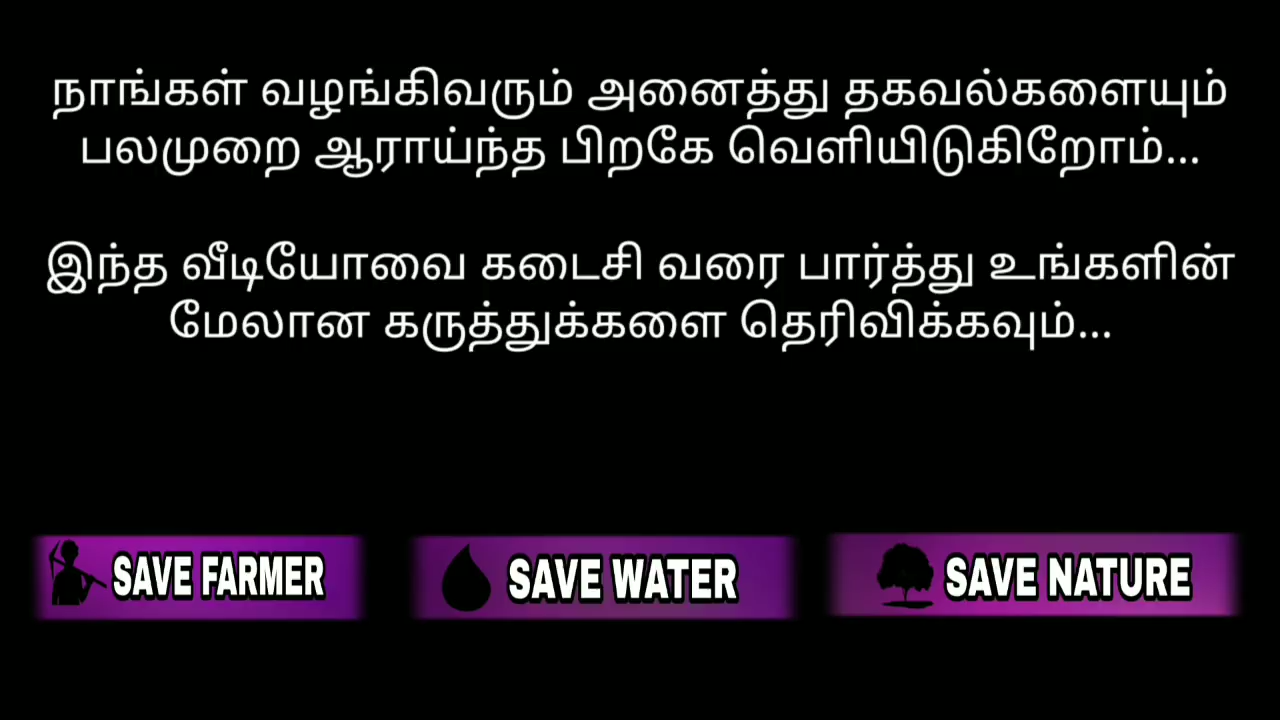 நாங்கள் வழங்கிவரும் அனைத்து தகவல்களையும்
பலமுறை ஆராய்ந்த பிறகே வெளியிடுகிறோம்...
இந்த வீடியோவை கடைசி வரை பார்த்து உங்களின்
மேலான கருத்துக்களை தெரிவிக்கவும்...
SAVE FARMER
SAVE WATER
SAVE NATURE